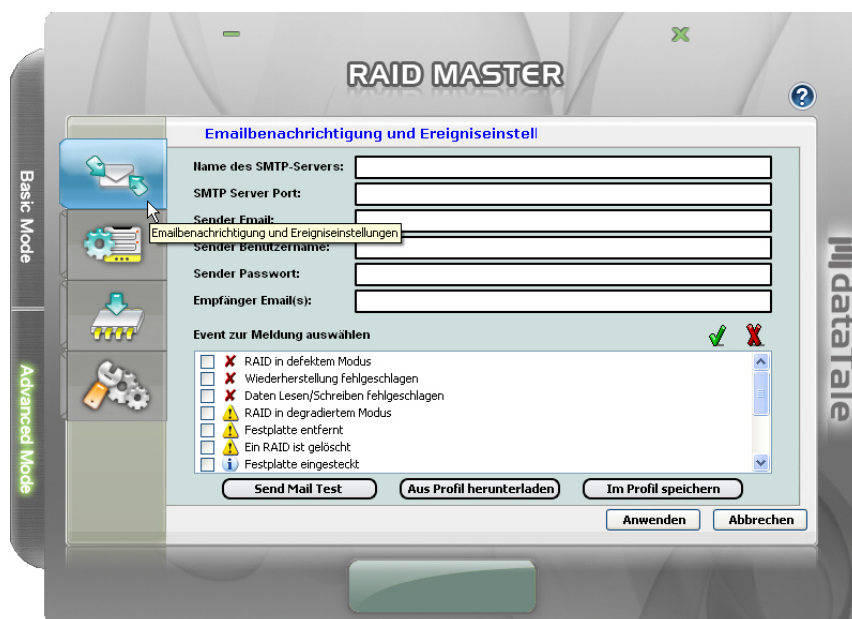 RAID MASTER
?
Basic Mode
Advanced Mode
Emailbenachrichtigung und Ereigniseinstell
Name des SMTP-Servers:
SMTP Server Port:
Sender Email:
Emailbenachrichtigung und Ereigniseinstellungen
Sender Benutzername:
Sender Passwort:
Empfänger Email(s):
Event zur Meldung auswählen
RAID in defektem Modus
Wiederherstellung fehlgeschlagen
Daten Lesen/Schreiben fehlgeschlagen
RAID in degradiertem Modus
Festplatte entfernt
Ein RAID ist gelöscht
Festplatte eingesteckt
Send Mail Test
Aus Profil herunterladen
Im Profil speichern
Anwenden
Abbrechen
dataTale